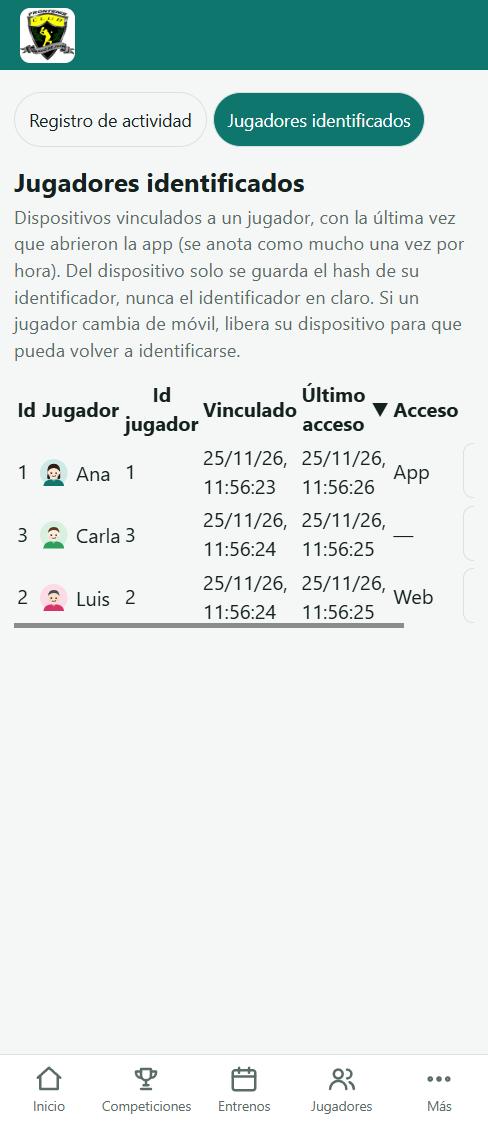 FRONTENIS
CLUB
Registro de actividad
Jugadores identificados
Jugadores identificados
Dispositivos vinculados a un jugador, con la última vez
que abrieron la app (se anota como mucho una vez por
hora). Del dispositivo solo se guarda el hash de su
identificador, nunca el identificador en claro. Si un
jugador cambia de móvil, libera su dispositivo para que
pueda volver a identificarse.
Id Jugador Id jugador Vinculado Último acceso ▼ Acceso
1 Ana 1 25/11/26, 11:56:23 25/11/26, 11:56:26 App
3 Carla 3 25/11/26, 11:56:24 25/11/26, 11:56:25 —
2 Luis 2 25/11/26, 11:56:24 25/11/26, 11:56:25 Web
Inicio
Competiciones
Entrenos
Jugadores
Más